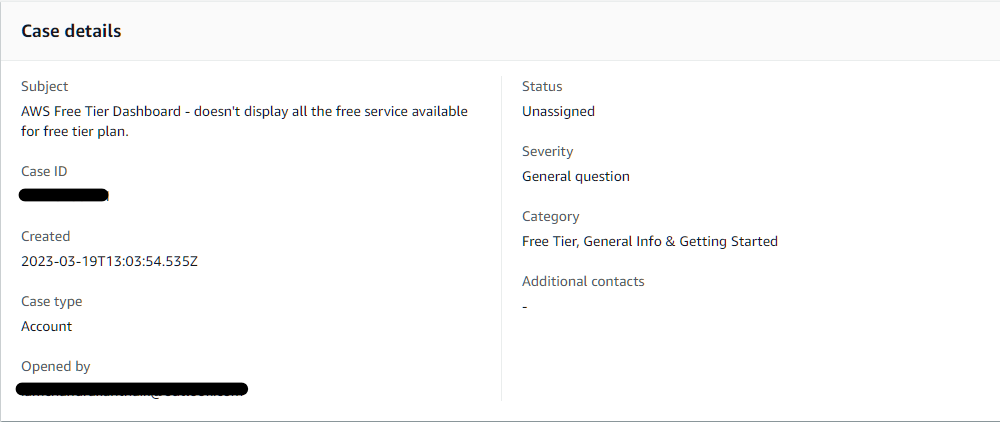 Case details
Subject
AWS Free Tier Dashboard - doesn't display all the free service available
for free tier plan.
Case ID
Created
2023-03-19T13:03:54.535Z
Case type
Account
Opened by
Status
Unassigned
Severity
General question
Category
Free Tier, General Info & Getting Started
Additional contacts
-